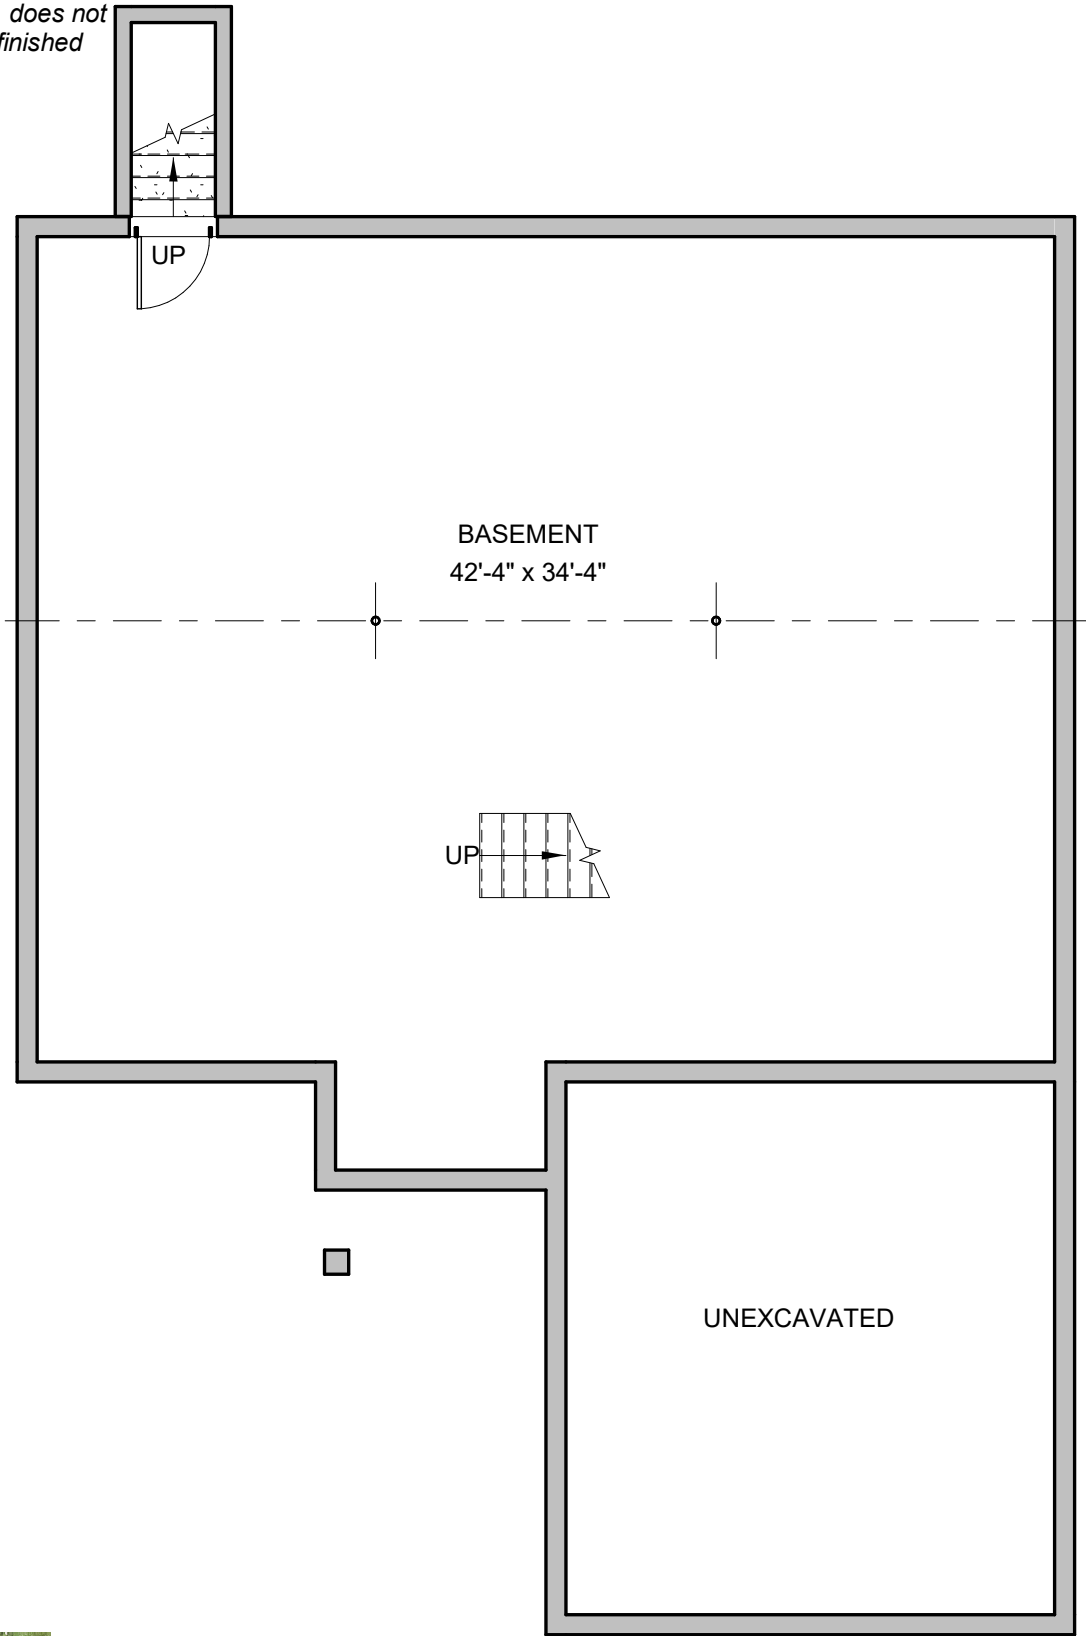 does not
finished
UP
BASEMENT
42'-4" x 34'-4"
UP
UNEXCAVATED